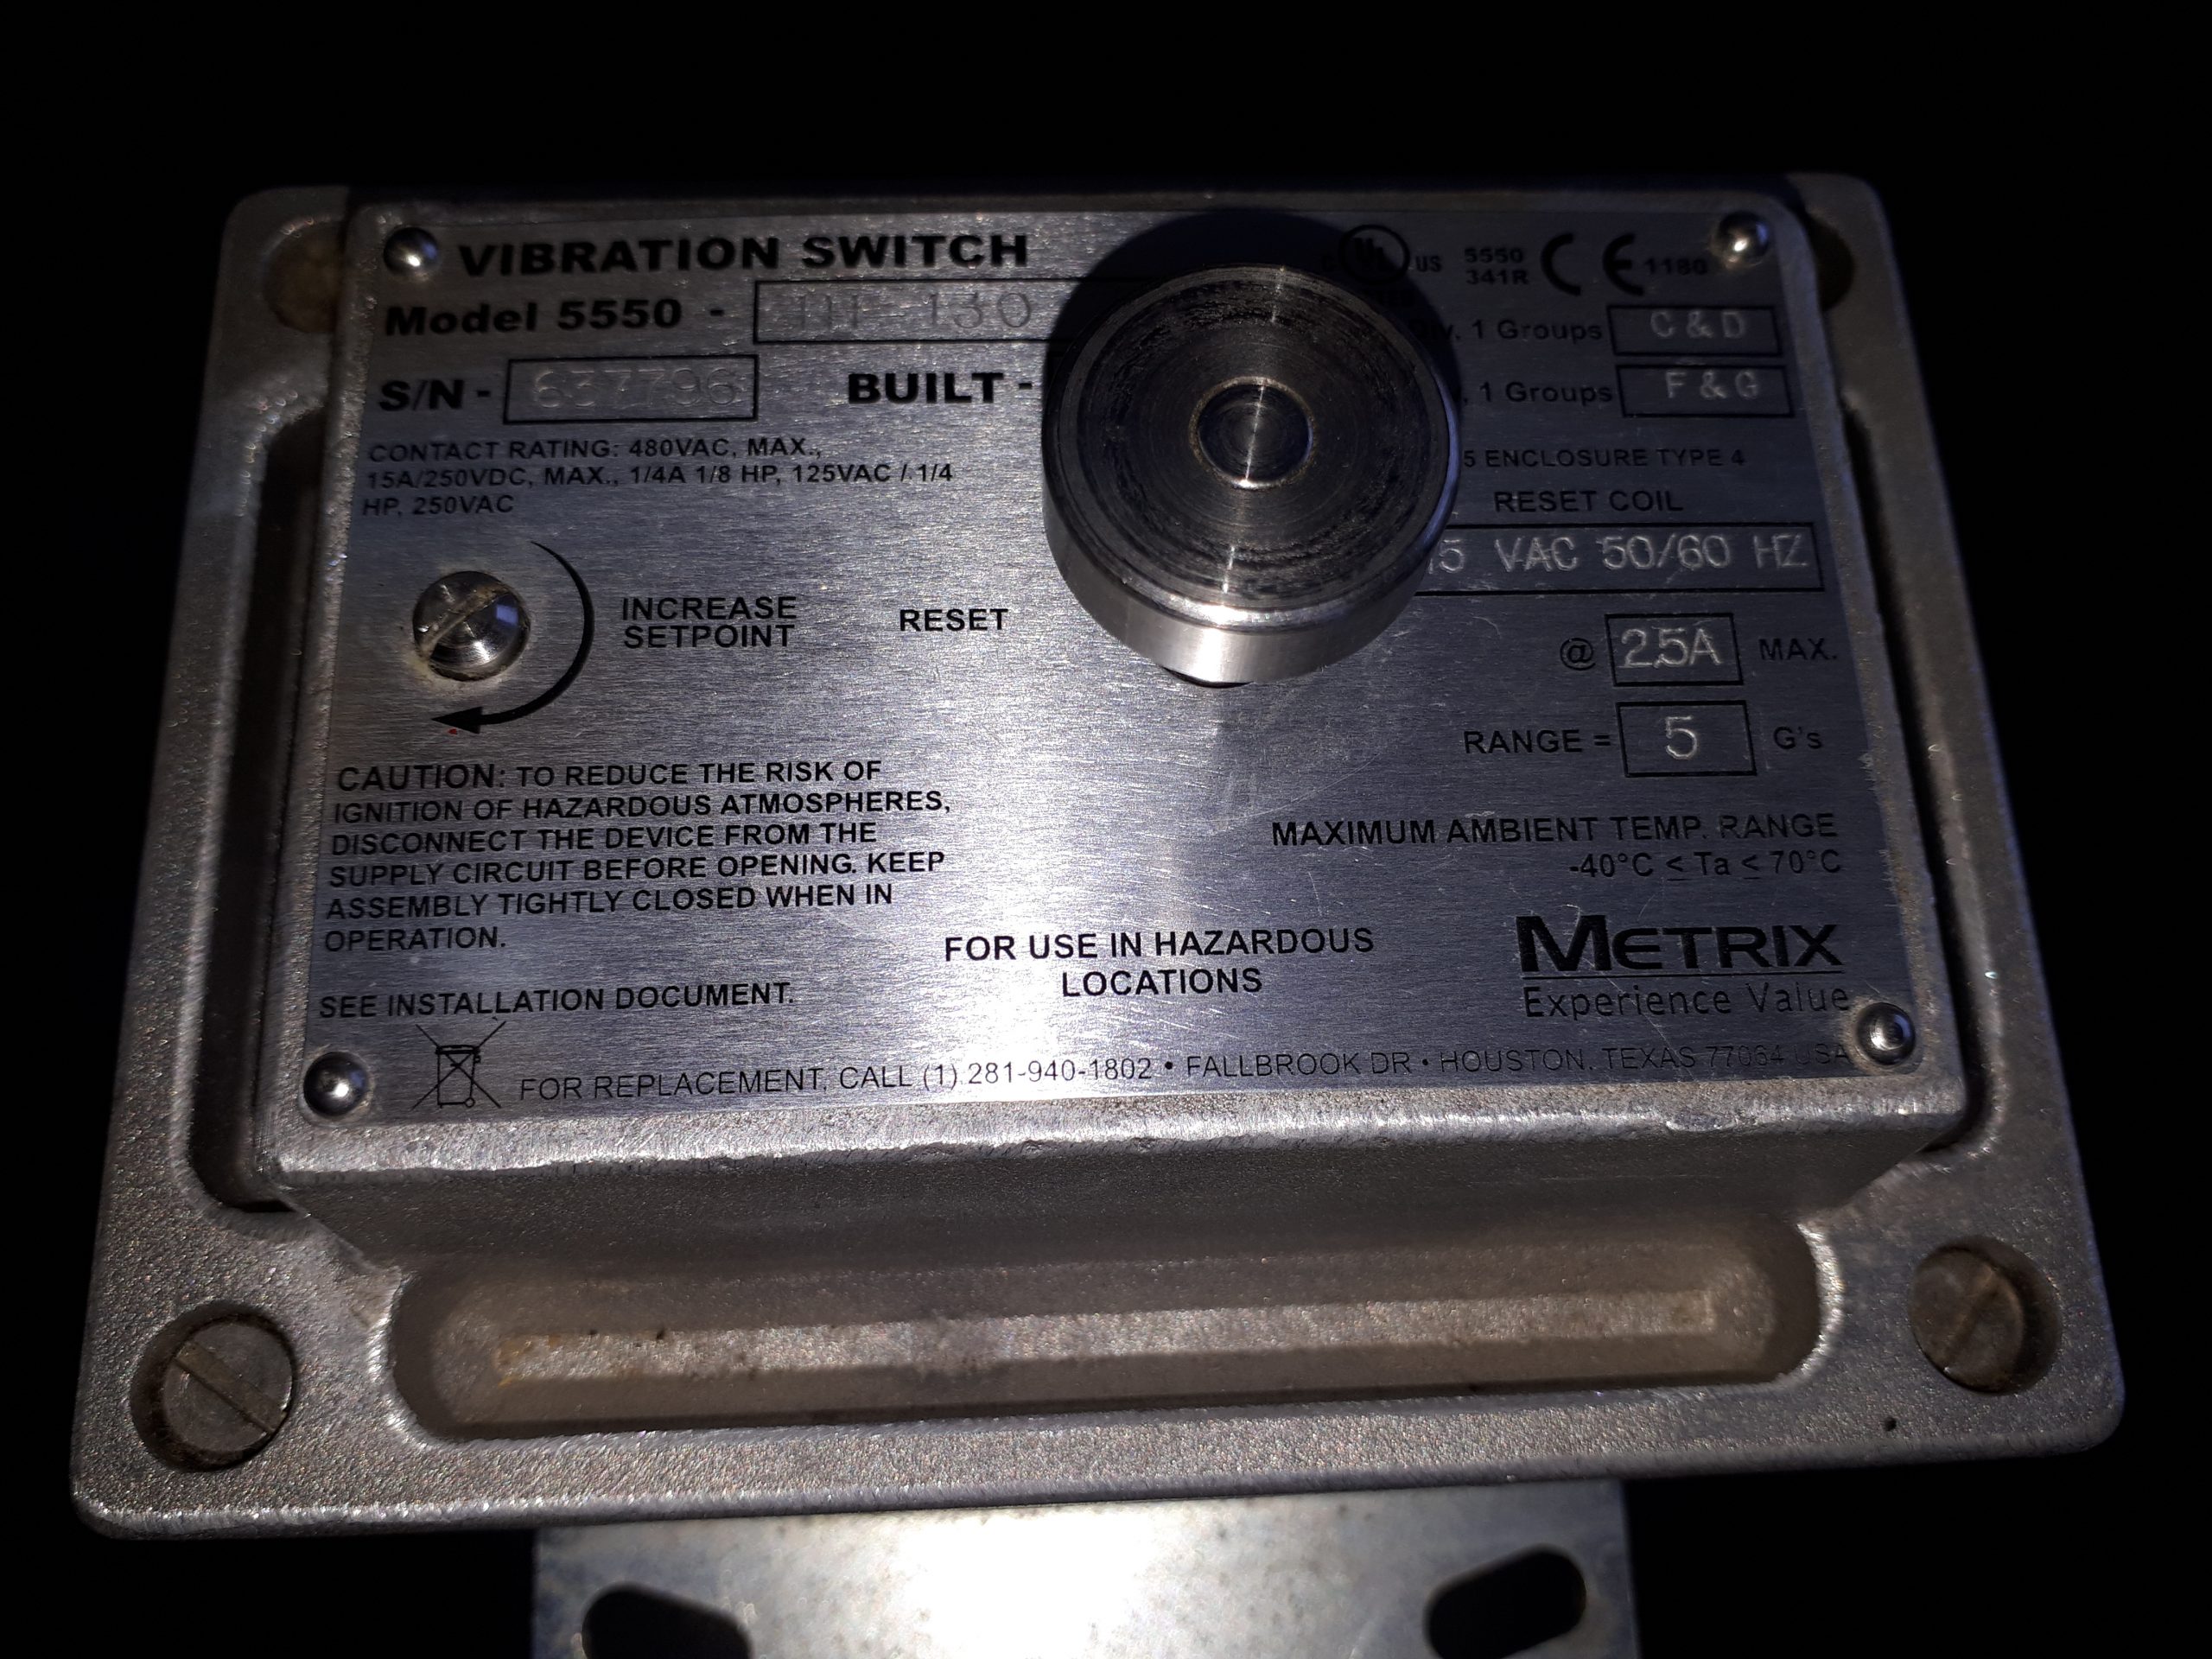 VIBRATION SWITCH
Model 5550 -
S/N - 637796
BUILT -
CONTACT RATING: 480VAC, MAX.,
15A/250VDC, MAX., 1/4A 1/8 HP, 125VAC / 1/4
HP, 250VAC
INCREASE
SETPOINT
RESET
C UL US
5550
341R
CE 1180
1 Groups C & D
1 Groups F & G
5 ENCLOSURE TYPE 4
RESET COIL
VAC 50/60 HZ
@ 2.5A MAX.
RANGE = 5 G's
MAXIMUM AMBIENT TEMP. RANGE
-40°C ≤ Ta ≤ 70°C
CAUTION: TO REDUCE THE RISK OF
IGNITION OF HAZARDOUS ATMOSPHERES,
DISCONNECT THE DEVICE FROM THE
SUPPLY CIRCUIT BEFORE OPENING. KEEP
ASSEMBLY TIGHTLY CLOSED WHEN IN
OPERATION.
SEE INSTALLATION DOCUMENT.
FOR USE IN HAZARDOUS
LOCATIONS
METRIX
Experience Value
FOR REPLACEMENT, CALL (1) 281-940-1802 • FALLBROOK DR • HOUSTON, TEXAS 77064 USA